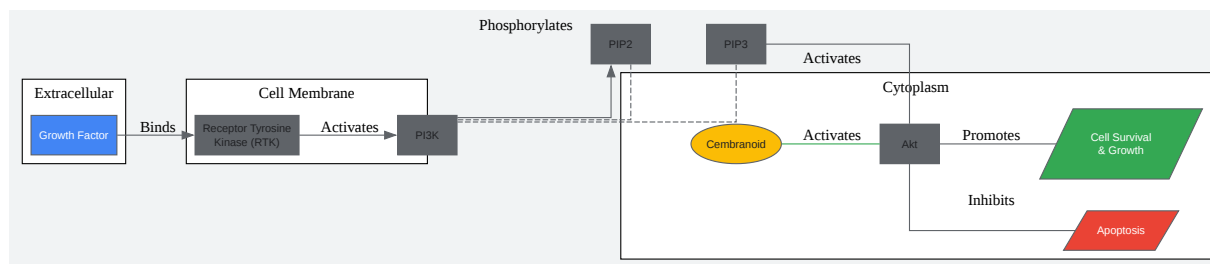 Phosphorylates
PIP2
PIP3
Activates
Extracellular
Cell Membrane
Cytoplasm
Growth Factor
Binds
Receptor Tyrosine
Kinase (RTK)
Activates
PI3K
Cembranoid
Activates
Akt
Promotes
Cell Survival
& Growth
Inhibits
Apoptosis